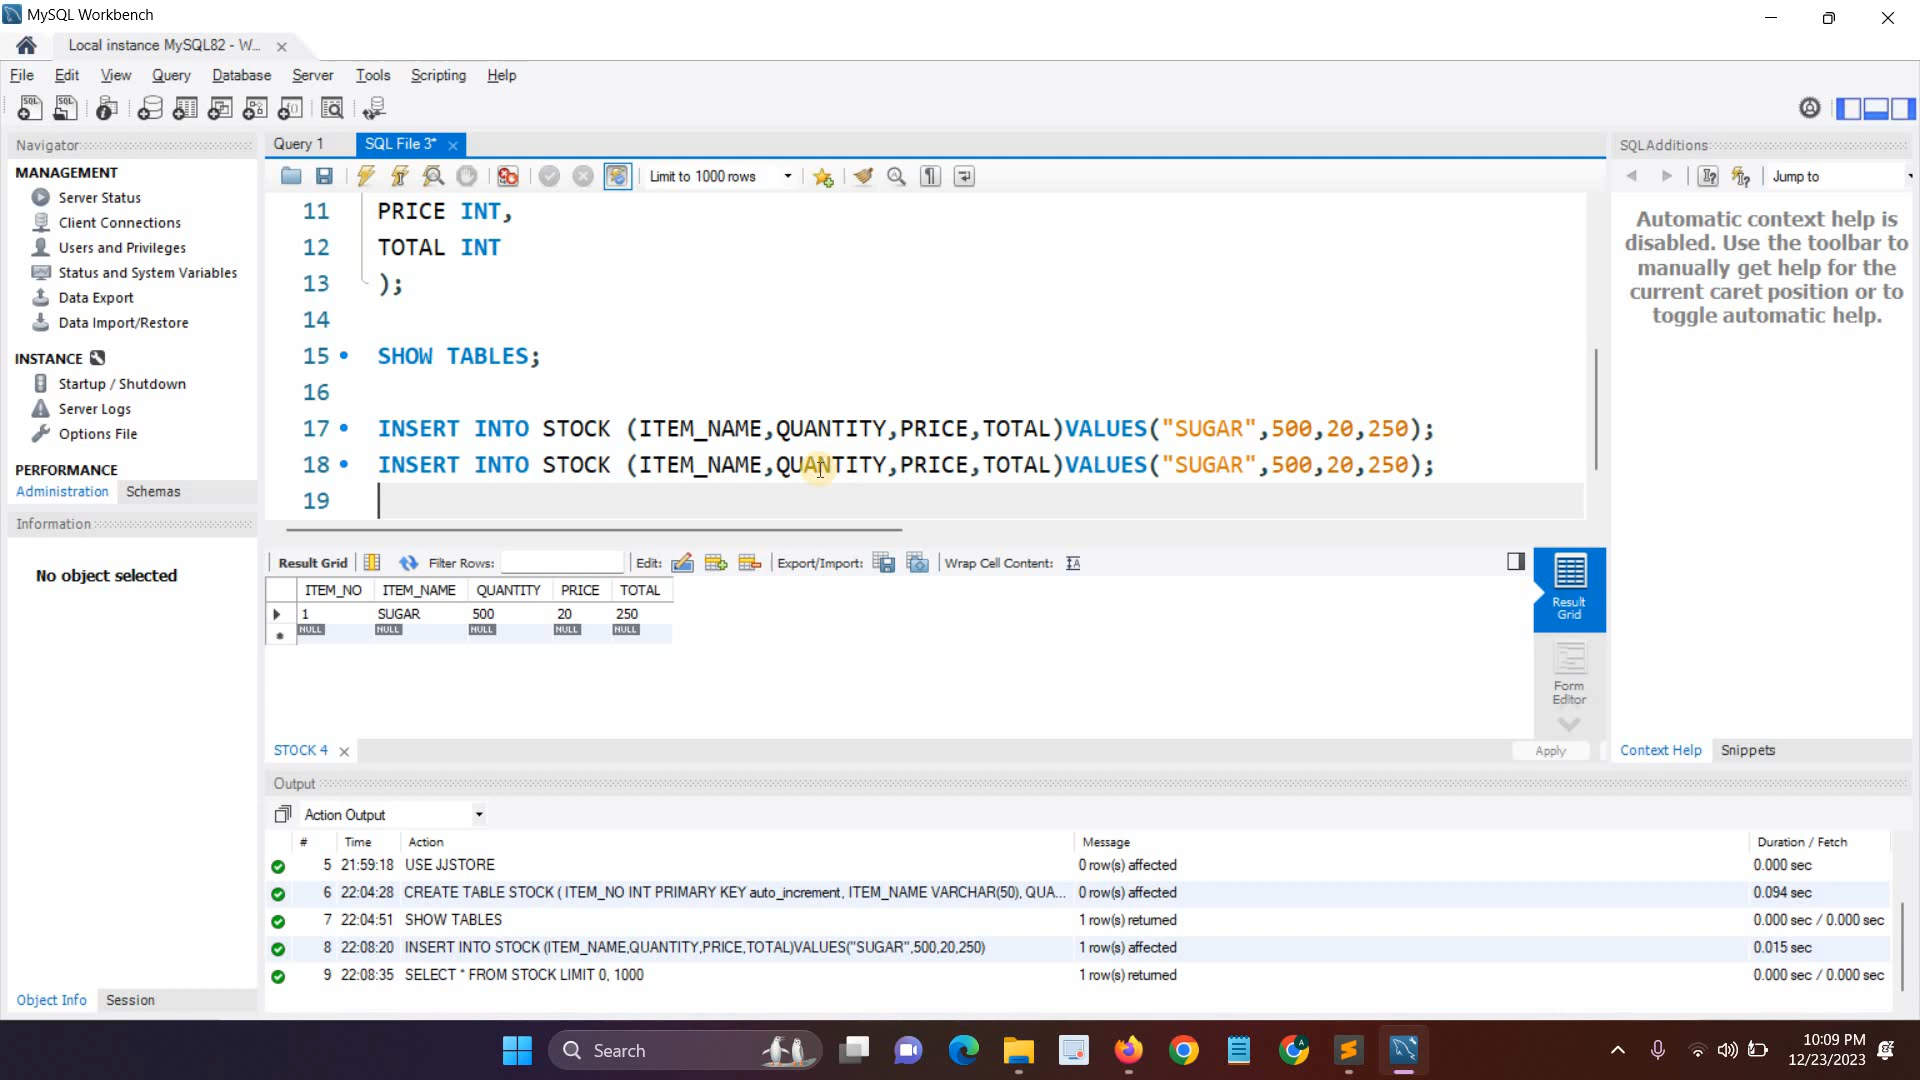 MySQL Workbench
Local instance MySQL82 - W...
File Edit View Query Database Server Tools Scripting Help
Navigator
MANAGEMENT
Server Status
Client Connections
Users and Privileges
Status and System Variables
Data Export
Data Import/Restore
INSTANCE
Startup / Shutdown
Server Logs
Options File
PERFORMANCE
Administration Schemas
Information
No object selected
Object Info Session
Query 1 SQL File 3*
Limit to 1000 rows
11 PRICE INT,
12 TOTAL INT
13 );
14
15 SHOW TABLES;
16
17 INSERT INTO STOCK (ITEM_NAME,QUANTITY,PRICE,TOTAL)VALUES("SUGAR",500,20,250);
18 INSERT INTO STOCK (ITEM_NAME,QUANTITY,PRICE,TOTAL)VALUES("SUGAR",500,20,250);
19
Result Grid Filter Rows: Edit: Export/Import: Wrap Cell Content:
ITEM_NO ITEM_NAME QUANTITY PRICE TOTAL
1 SUGAR 500 20 250
NULL NULL NULL NULL NULL
Result
Grid
Form
Editor
STOCK 4
Apply
SQLAdditions
Jump to
Automatic context help is
disabled. Use the toolbar to
manually get help for the
current caret position or to
toggle automatic help.
Context Help Snippets
Output
Action Output
# Time Action Message Duration / Fetch
5 21:59:18 USE JJSTORE 0 row(s) affected 0.000 sec
6 22:04:28 CREATE TABLE STOCK ( ITEM_NO INT PRIMARY KEY auto_increment, ITEM_NAME VARCHAR(50), QUA... 0 row(s) affected 0.094 sec
7 22:04:51 SHOW TABLES 1 row(s) returned 0.000 sec / 0.000 sec
8 22:08:20 INSERT INTO STOCK (ITEM_NAME,QUANTITY,PRICE,TOTAL)VALUES("SUGAR",500,20,250) 1 row(s) affected 0.015 sec
9 22:08:35 SELECT * FROM STOCK LIMIT 0, 1000 1 row(s) returned 0.000 sec / 0.000 sec
Search
10:09 PM
12/23/2023